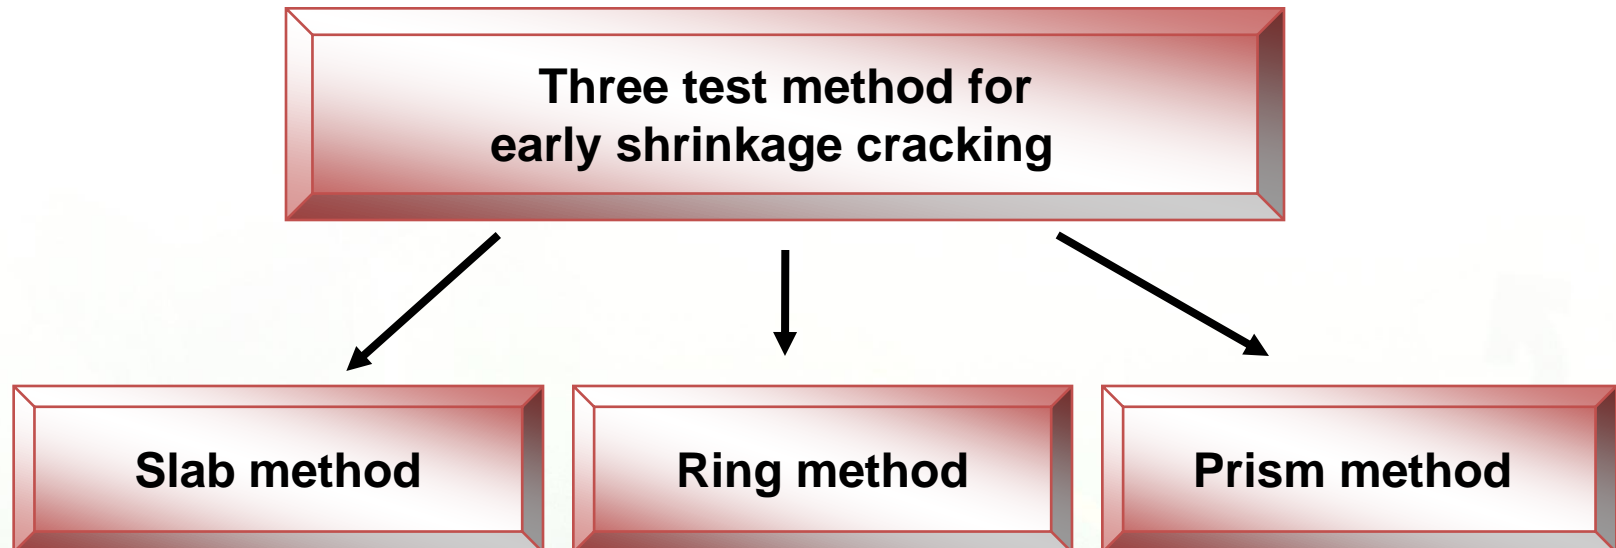 Three test method for
early shrinkage cracking
Slab method
Ring method
Prism method